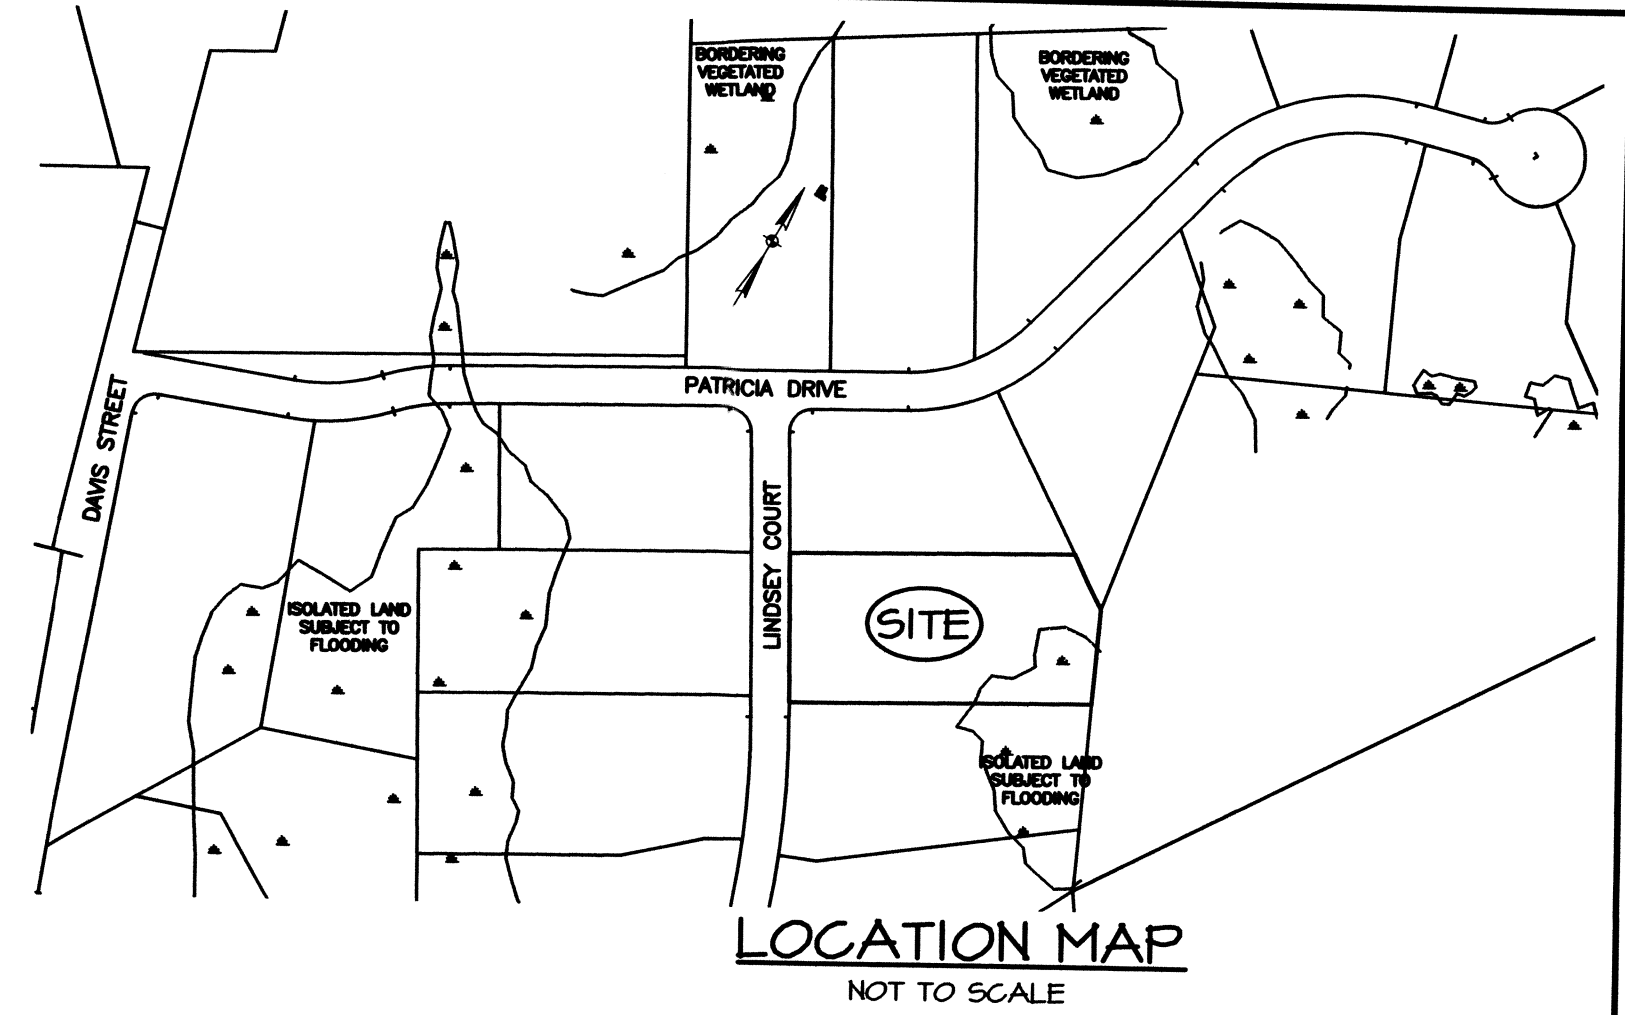 BORDERING
VEGETATED
WETLAND
BORDERING
VEGETATED
WETLAND
PATRICIA DRIVE
DAVIS STREET
LINDSEY COURT
ISOLATED LAND
SUBJECT TO
FLOODING
SITE
ISOLATED LAND
SUBJECT TO
FLOODING
LOCATION MAP
NOT TO SCALE